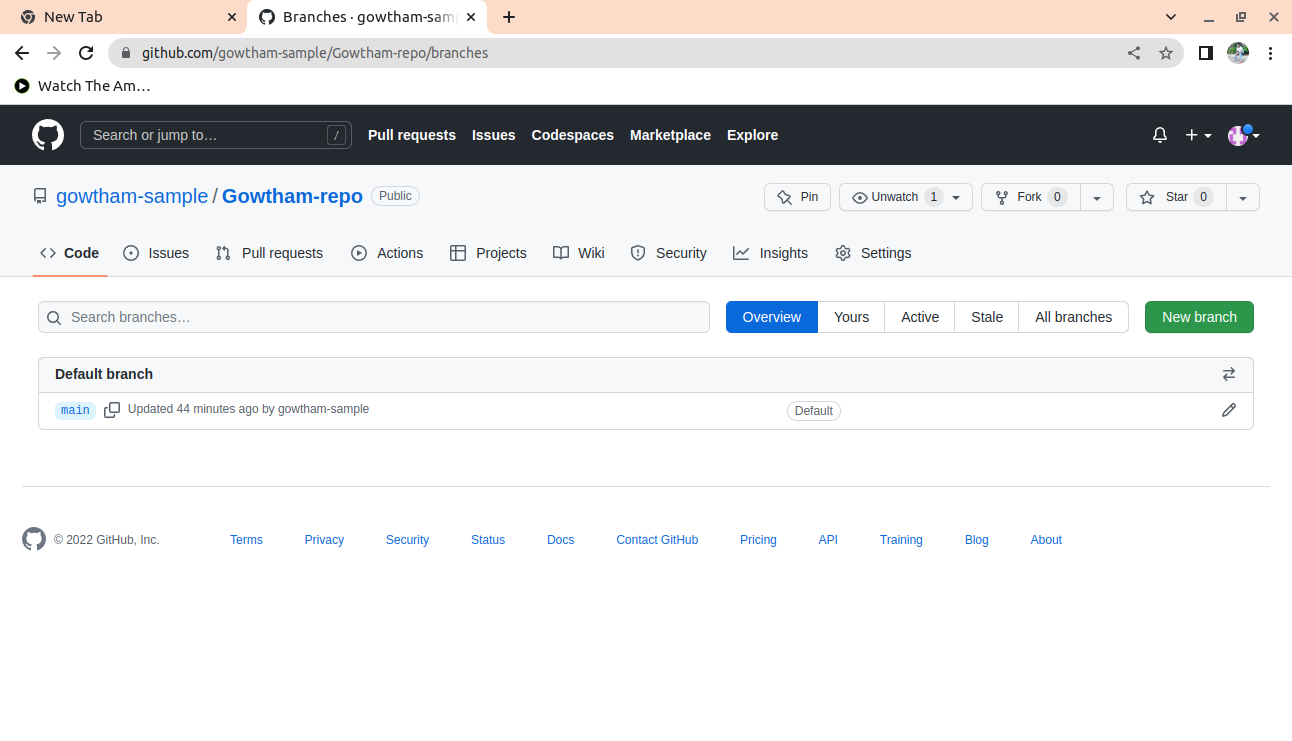 New Tab
Branches · gowtham-sam
github.com/gowtham-sample/Gowtham-repo/branches
Watch The Am…
Search or jump to… /
Pull requests Issues Codespaces Marketplace Explore
gowtham-sample / Gowtham-repo Public
Pin Unwatch 1 Fork 0 Star 0
Code Issues Pull requests Actions Projects Wiki Security Insights Settings
Search branches… Overview Yours Active Stale All branches New branch
Default branch
main Updated 44 minutes ago by gowtham-sample Default
© 2022 GitHub, Inc. Terms Privacy Security Status Docs Contact GitHub Pricing API Training Blog About